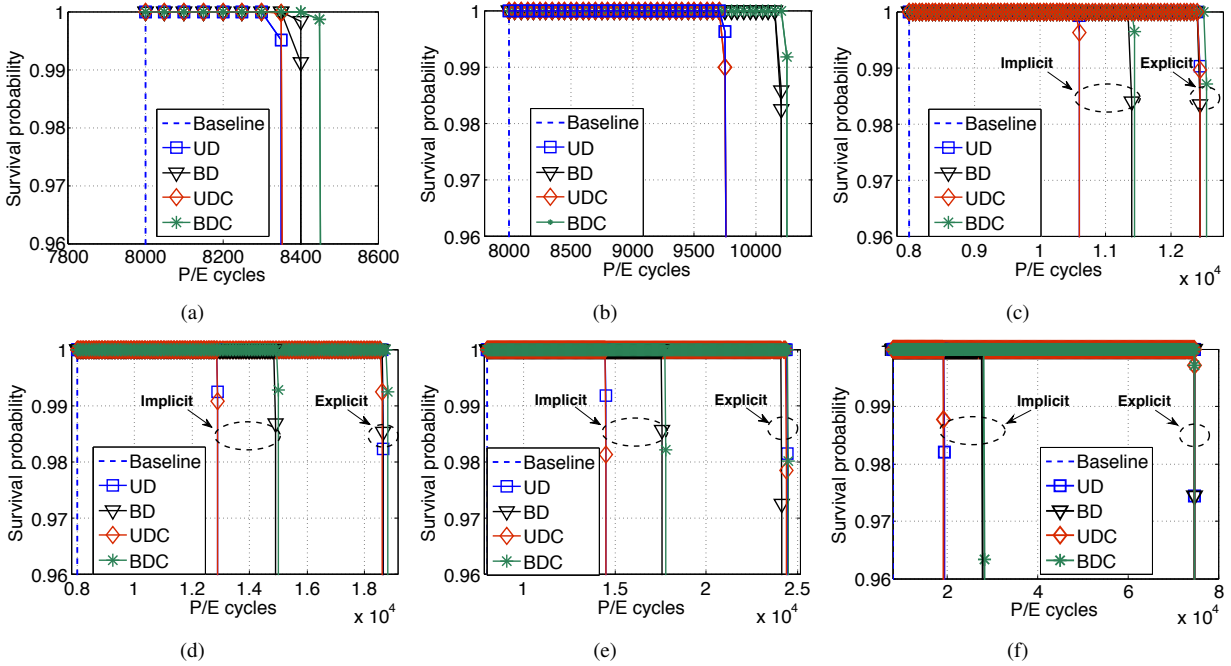 Survival probability
1
0.99
0.98
0.97
0.96
Baseline
UD
BD
UDC
BDC
7800 8000 8200 8400 8600
P/E cycles
(a)
Survival probability
1
0.99
0.98
0.97
0.96
Baseline
UD
BD
UDC
BDC
8000 8500 9000 9500 10000
P/E cycles
(b)
Survival probability
1
0.99
0.98
0.97
0.96
Implicit
Explicit
Baseline
UD
BD
UDC
BDC
8 0.9 1 1.1 1.2
P/E cycles
x 10^4
(c)
Survival probability
1
0.99
0.98
0.97
0.96
Implicit
Explicit
Baseline
UD
BD
UDC
BDC
8 1 1.2 1.4 1.6 1.8
P/E cycles
x 10^4
(d)
Survival probability
1
0.99
0.98
0.97
0.96
Implicit
Explicit
Baseline
UD
BD
UDC
BDC
1 1.5 2 2.5
P/E cycles
x 10^4
(e)
Survival probability
1
0.99
0.98
0.97
0.96
Implicit
Explicit
Baseline
UD
BD
UDC
BDC
2 4 6 8
P/E cycles
x 10^4
(f)